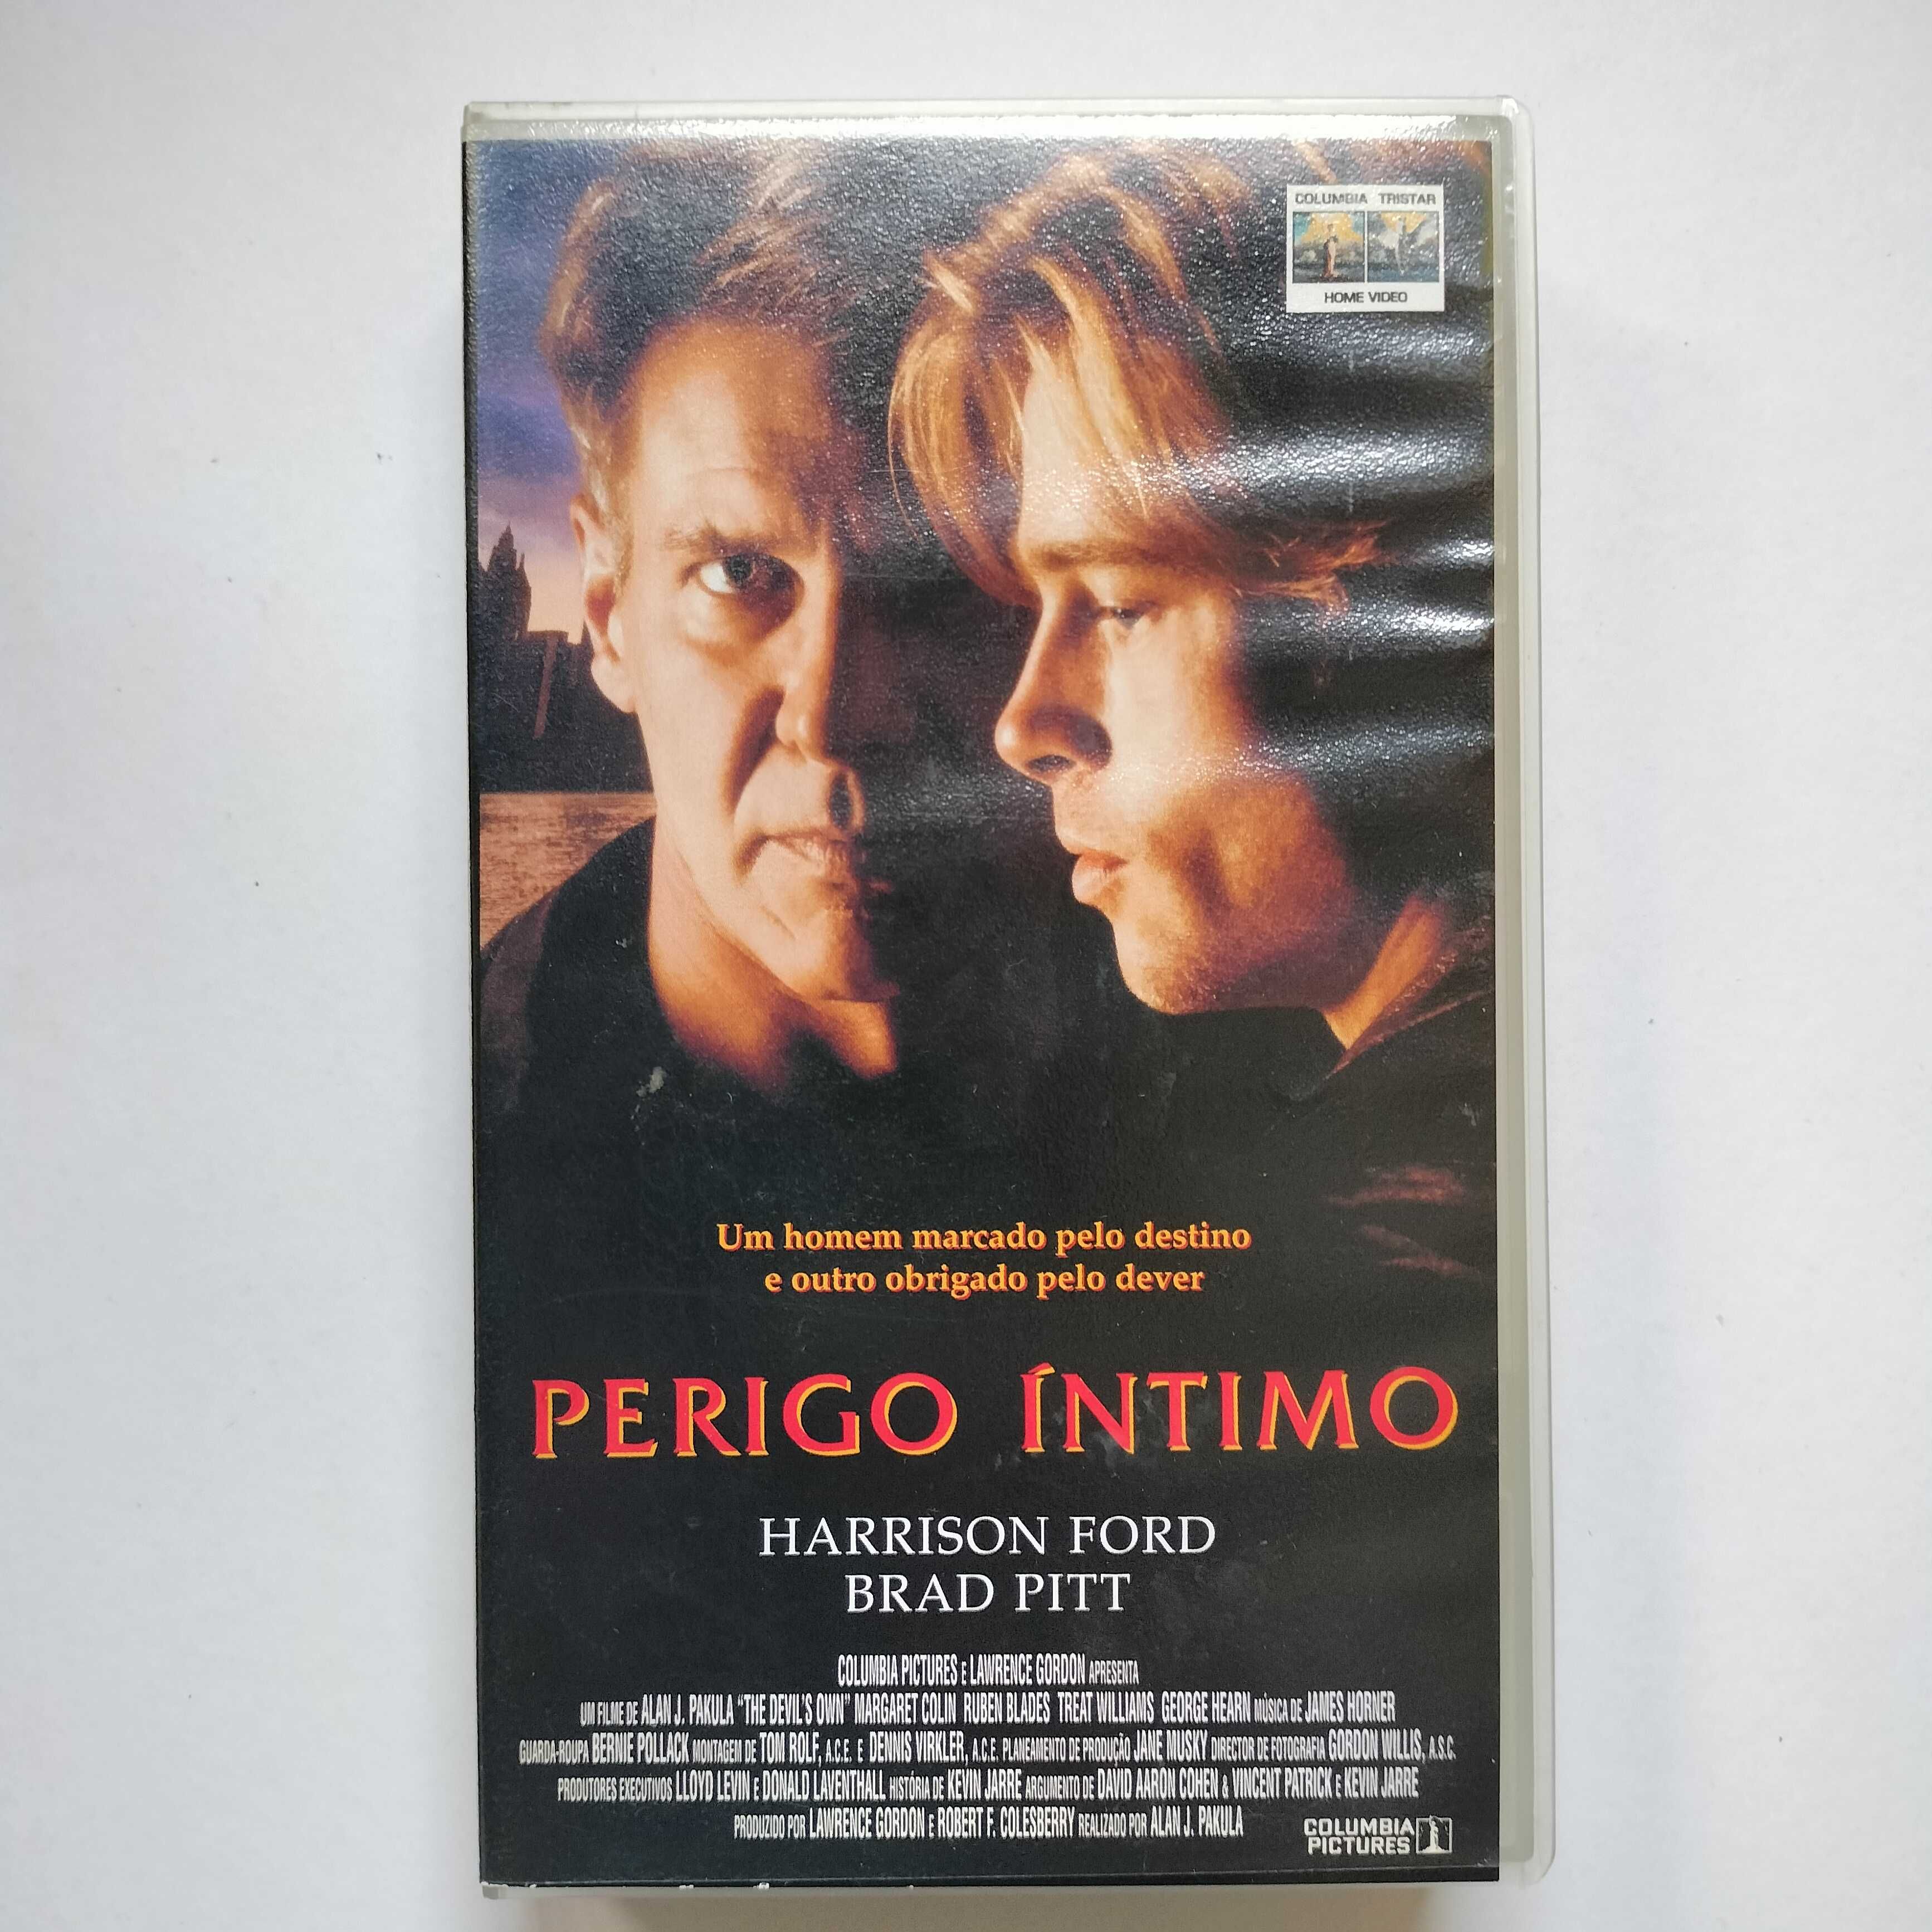 COLUMBIA TRISTAR
HOME VIDEO
Um homem marcado pelo destino
e outro obrigado pelo dever
PERIGO ÍNTIMO
HARRISON FORD
BRAD PITT
COLUMBIA PICTURES E LAWRENCE GORDON APRESENTA
UM FILME DE ALAN J. PAKULA "THE DEVIL'S OWN" MARGARET COLIN RUBEN BLADES TREAT WILLIAMS GEORGE HEARN MÚSICA DE JAMES HORNER
GUARDA-ROUPA BERNIE POLLACK MONTAGEM DE TOM ROLF, A.C.E. E DENNIS VIRKLER, A.C.E. PLANEAMENTO DE PRODUÇÃO JANE MUSKY DIRECTOR DE FOTOGRAFIA GORDON WILLIS, A.S.C.
PRODUTORES EXECUTIVOS LLOYD LEVIN E DONALD LAVENTHALL HISTÓRIA DE KEVIN JARRE ARGUMENTO DE DAVID AARON COHEN & VINCENT PATRICK E KEVIN JARRE
PRODUZIDO POR LAWRENCE GORDON E ROBERT F. COLESBERRY REALIZADO POR ALAN J. PAKULA
COLUMBIA
PICTURES